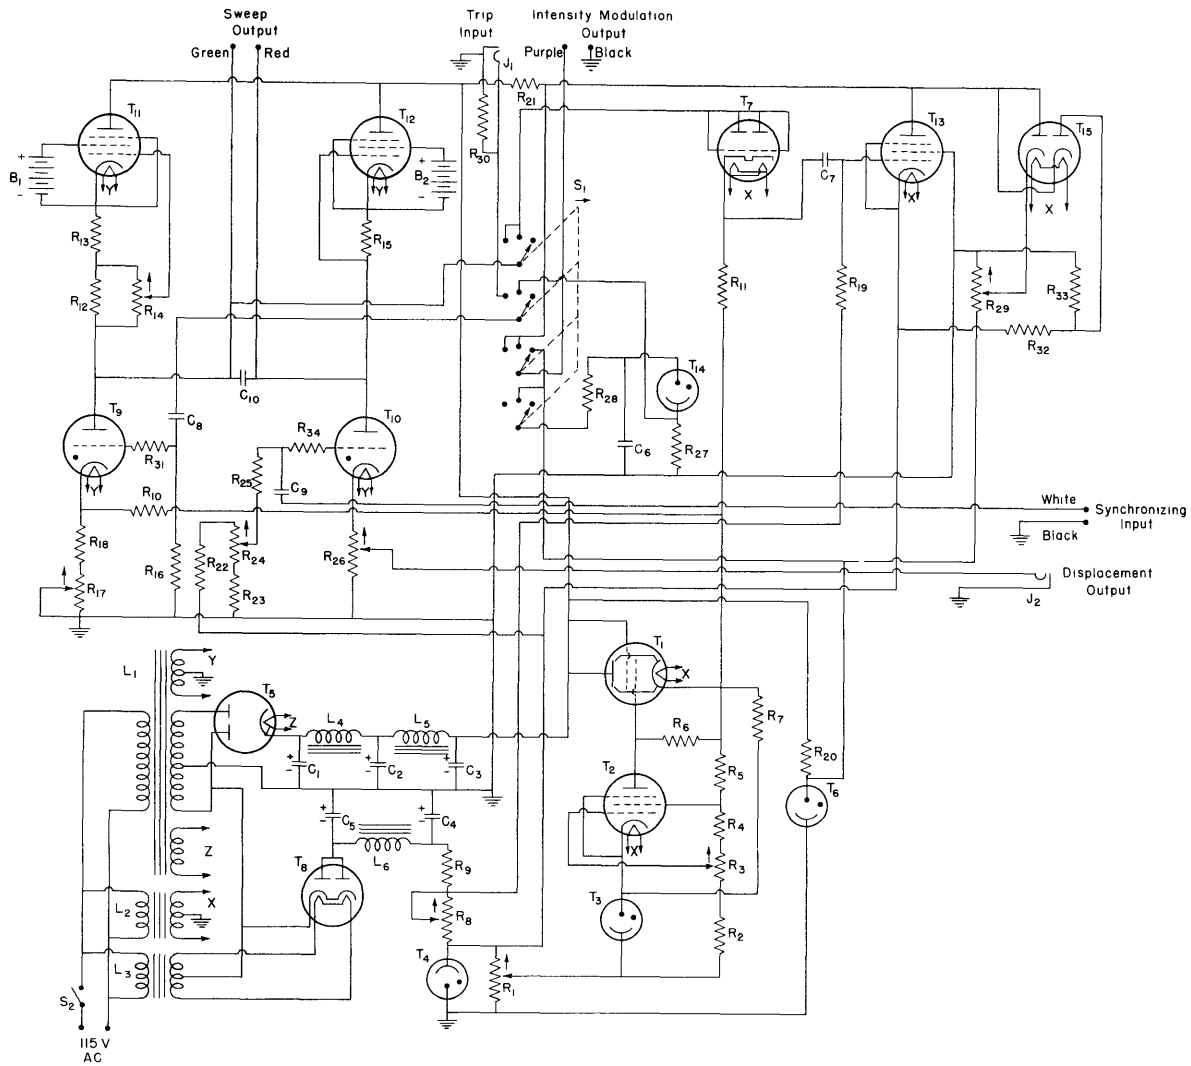 Sweep
Output
Green
Red
Trip
Input
J1
Intensity Modulation
Output
Purple
Black
T11
T12
R21
T7
T13
T15
+
B1
-
Y
+
B2
-
Y
R30
S1
X
C7
X
X
R13
R15
R12
R14
R11
R19
R29
R33
R32
C10
R28
T14
T9
C8
T10
R34
R31
R25
C9
C6
R27
Y
Y
R10
White
Synchronizing
Input
Black
R18
R22
R24
R26
R16
R17
R23
Displacement
Output
J2
L1
Y
T1
X
T5
Z
L4
L5
R6
R7
+
-
C1
+
-
C2
+
-
C3
T2
R5
R20
T6
+
-
C5
+
-
C4
R4
Z
L6
X
R3
T8
R9
T3
L2
X
R8
R2
L3
T4
R1
S2
115 V
AC